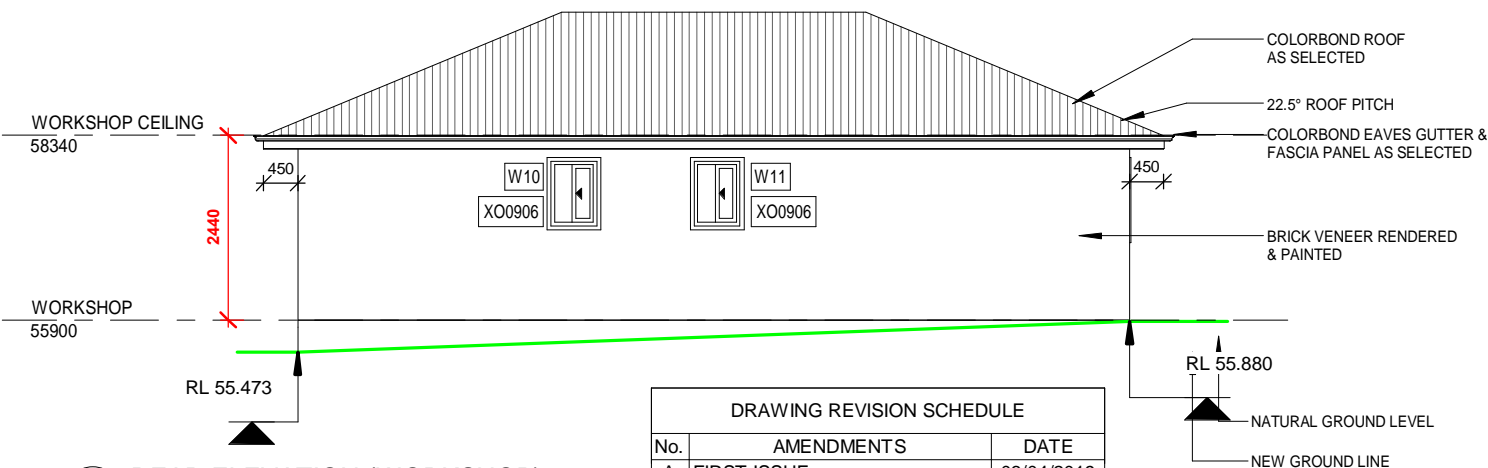 COLORBOND ROOF
AS SELECTED
22.5° ROOF PITCH
WORKSHOP CEILING
58340
COLORBOND EAVES GUTTER &
FASCIA PANEL AS SELECTED
450
450
W10
W11
XO0906
XO0906
2440
BRICK VENEER RENDERED
& PAINTED
WORKSHOP
55900
RL 55.473
RL 55.880
DRAWING REVISION SCHEDULE
No. AMENDMENTS DATE
NATURAL GROUND LEVEL
NEW GROUND LINE
FIRST ISSUE